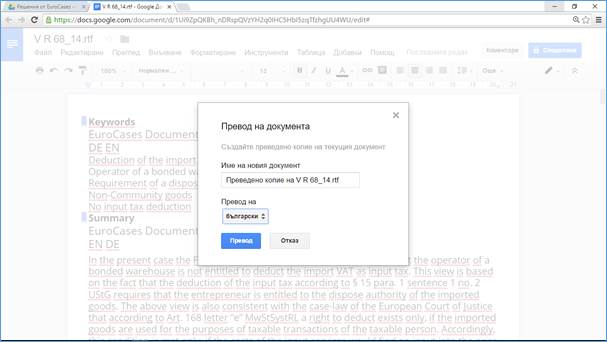 Решения от EuroCases
V R 68_14.rtf - Google До
https://docs.google.com/document/d/
V R 68_14.rtf
Файл Редактиране Преглед Вмъкване Форматиране Инструменти Таблица Добавки Помощ
Коментари
Споделяне
100%
Нормален...
12
Още
Keywords
EuroCases Document
DE EN
Deduction of the import
Operator of a bonded wa
Requirement of a dispos
Non-Community goods
No input tax deduction
Summary
EuroCases Document
EN DE
Превод на документа
Създайте преведено копие на текущия документ
Име на новия документ
Преведено копие на V R 68_14.rtf
Превод на
български
Превод
Отказ
In the present case the F
the operator of a
bonded warehouse is not entitled to deduct the import VAT as input tax. This view is based
on the fact that the deduction of the input tax according to § 15 para. 1 sentence 1 no. 2
UStG requires that the entrepreneur is entitled to the dispose authority of the imported
goods. The above view is also consistent with the case-law of the European Court of Justice
that according to Art. 168 letter "e" MwStSystRL a right to deduct exists only, if the imported
goods are used for the purposes of taxable transactions of the taxable person. Accordingly,